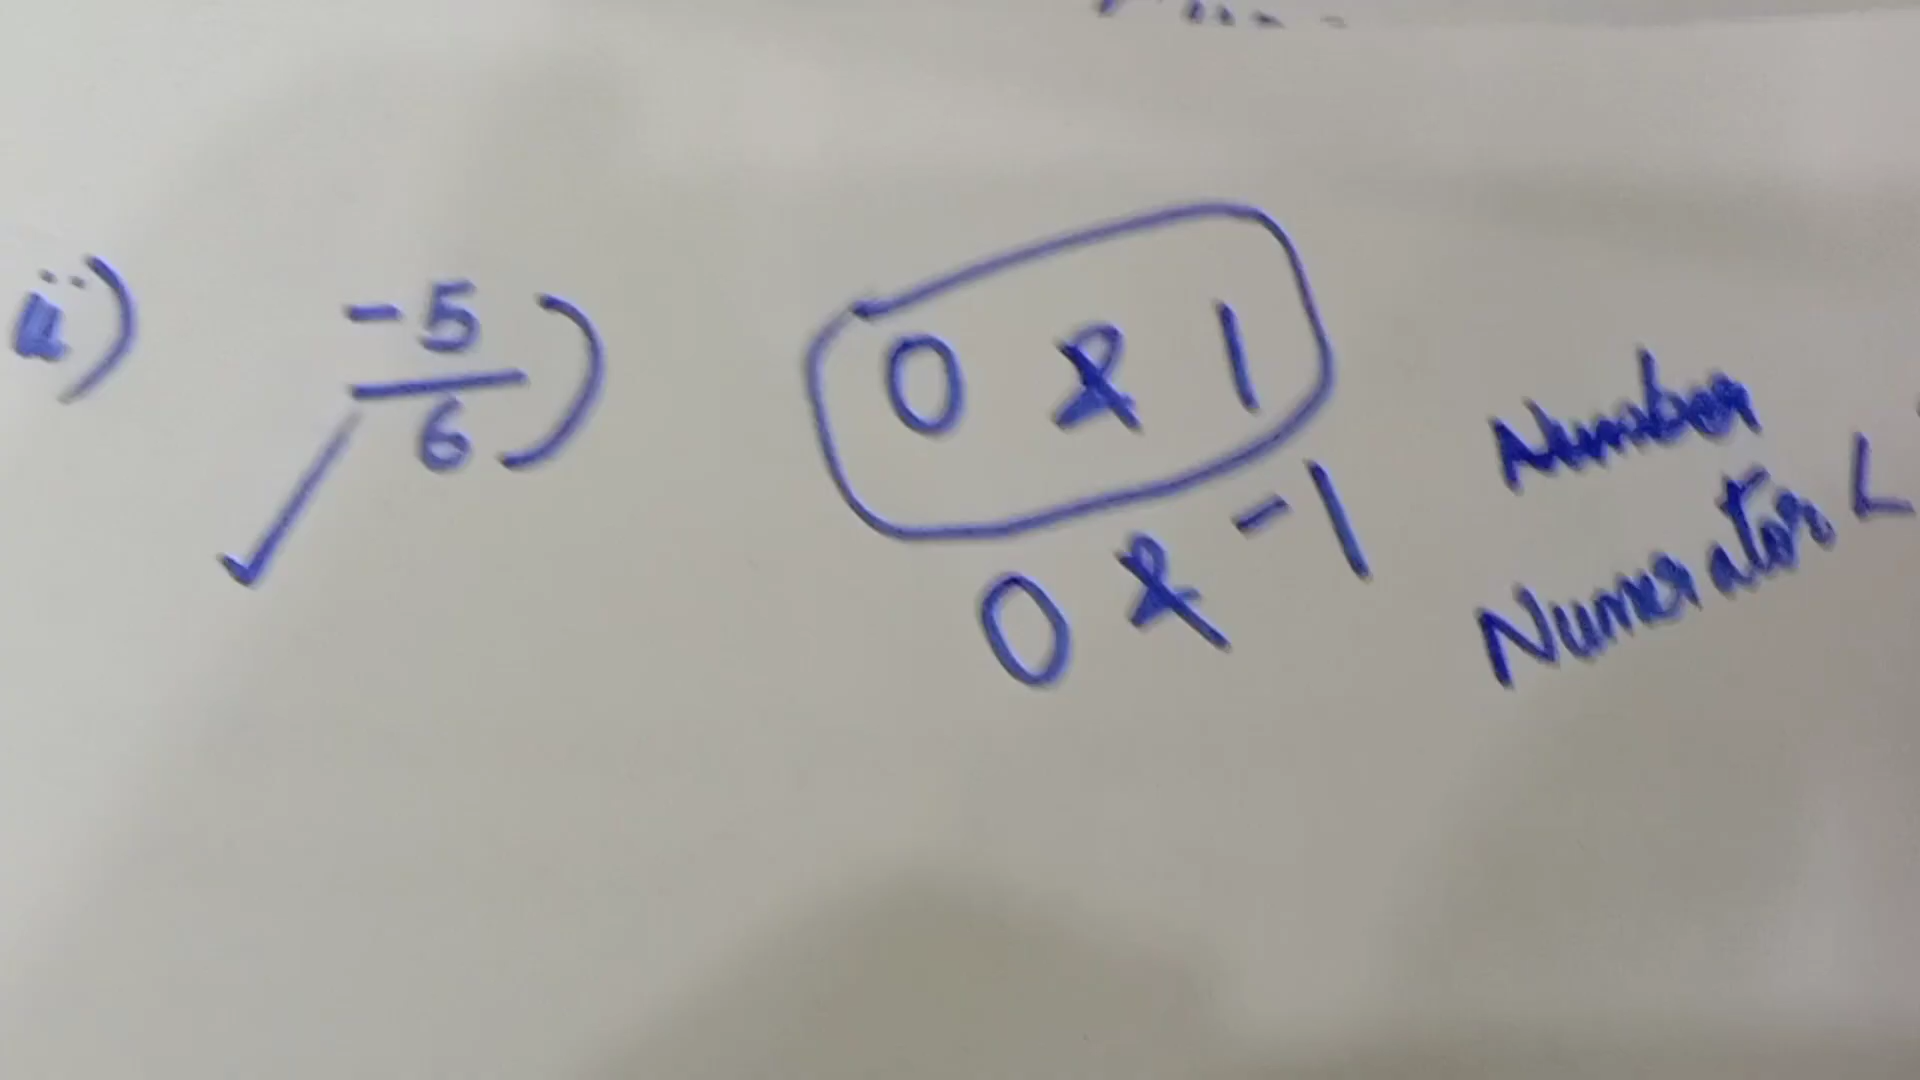 ii) -5/6) 0 & 1
0 & -1
Number
Numerator <